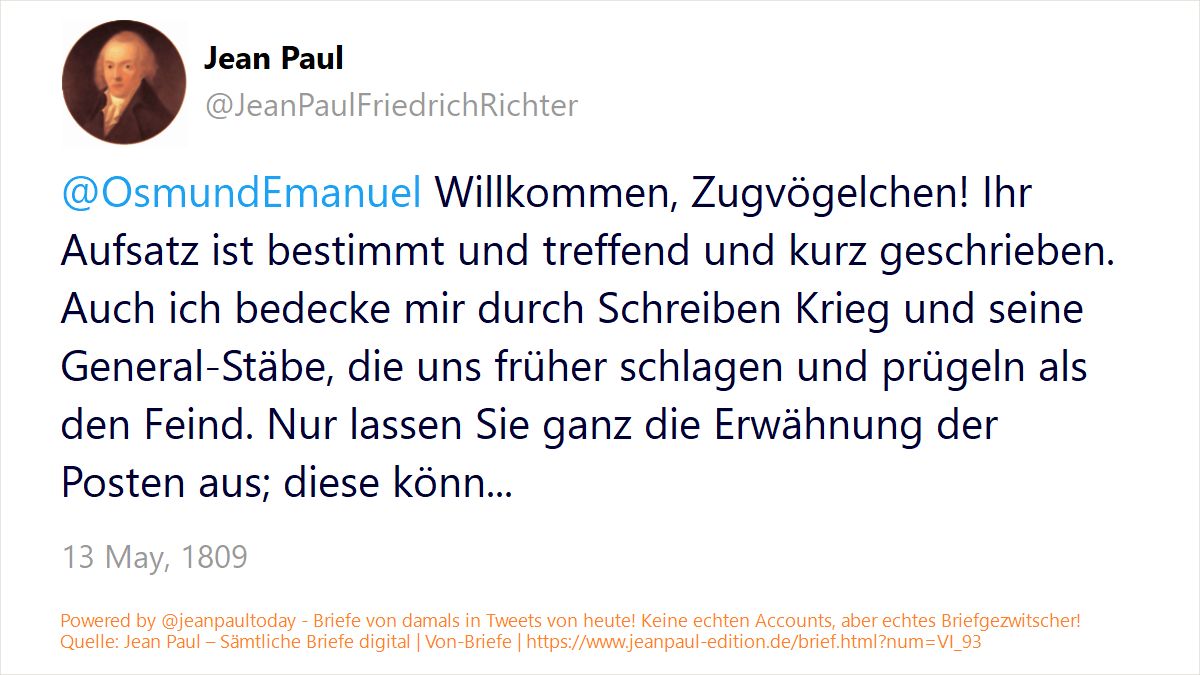 Jean Paul
@JeanPaulFriedrichRichter
@OsmundEmanuel Willkommen, Zugvögelchen! Ihr
Aufsatz ist bestimmt und treffend und kurz geschrieben.
Auch ich bedecke mir durch Schreiben Krieg und seine
General-Stäbe, die uns früher schlagen und prügeln als
den Feind. Nur lassen Sie ganz die Erwähnung der
Posten aus; diese könn...
13 May, 1809
Powered by @jeanpaultoday - Briefe von damals in Tweets von heute! Keine echten Accounts, aber echtes Briefgezwitscher!
Quelle: Jean Paul – Sämtliche Briefe digital | Von-Briefe | https://www.jeanpaul-edition.de/brief.html?num=VI_93